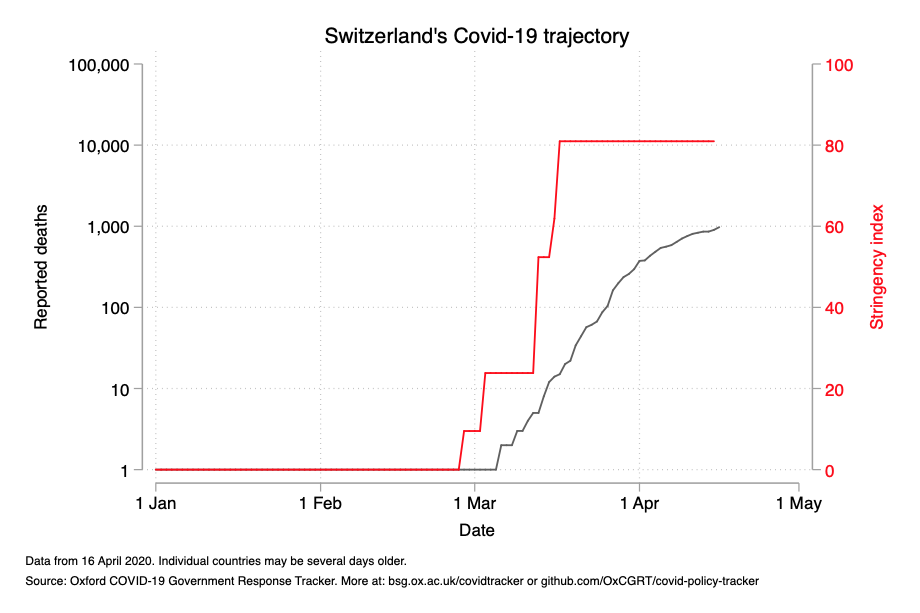 Switzerland's Covid-19 trajectory
100,000
10,000
1,000
100
10
1
Reported deaths
100
80
60
40
20
0
Stringency index
1 Jan
1 Feb
1 Mar
1 Apr
1 May
Date
Data from 16 April 2020. Individual countries may be several days older.
Source: Oxford COVID-19 Government Response Tracker. More at: bsg.ox.ac.uk/covidtracker or github.com/OxCGRT/covid-policy-tracker